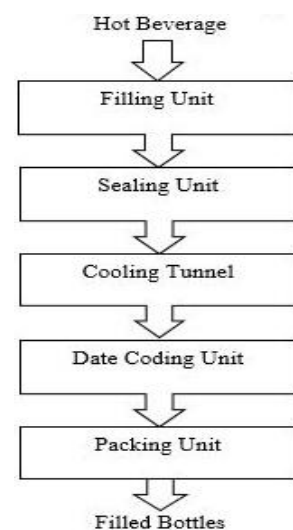 Hot Beverage
Filling Unit
Sealing Unit
Cooling Tunnel
Date Coding Unit
Packing Unit
Filled Bottles